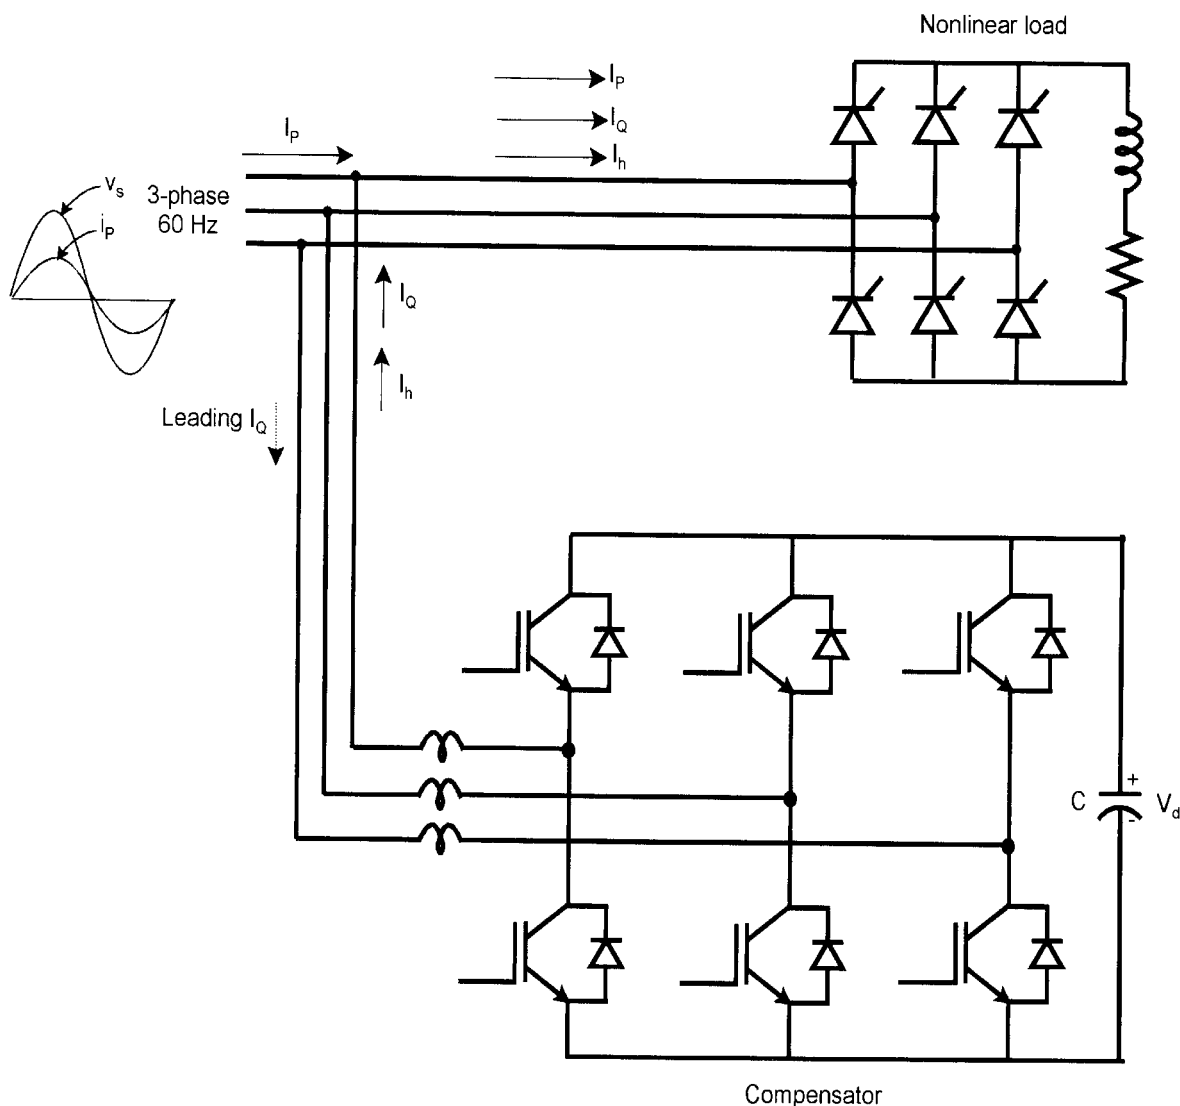 Nonlinear load
I_P
I_Q
I_h
I_P
v_s
3-phase
60 Hz
i_P
I_Q
I_h
Leading I_Q
C
+
-
V_d
Compensator